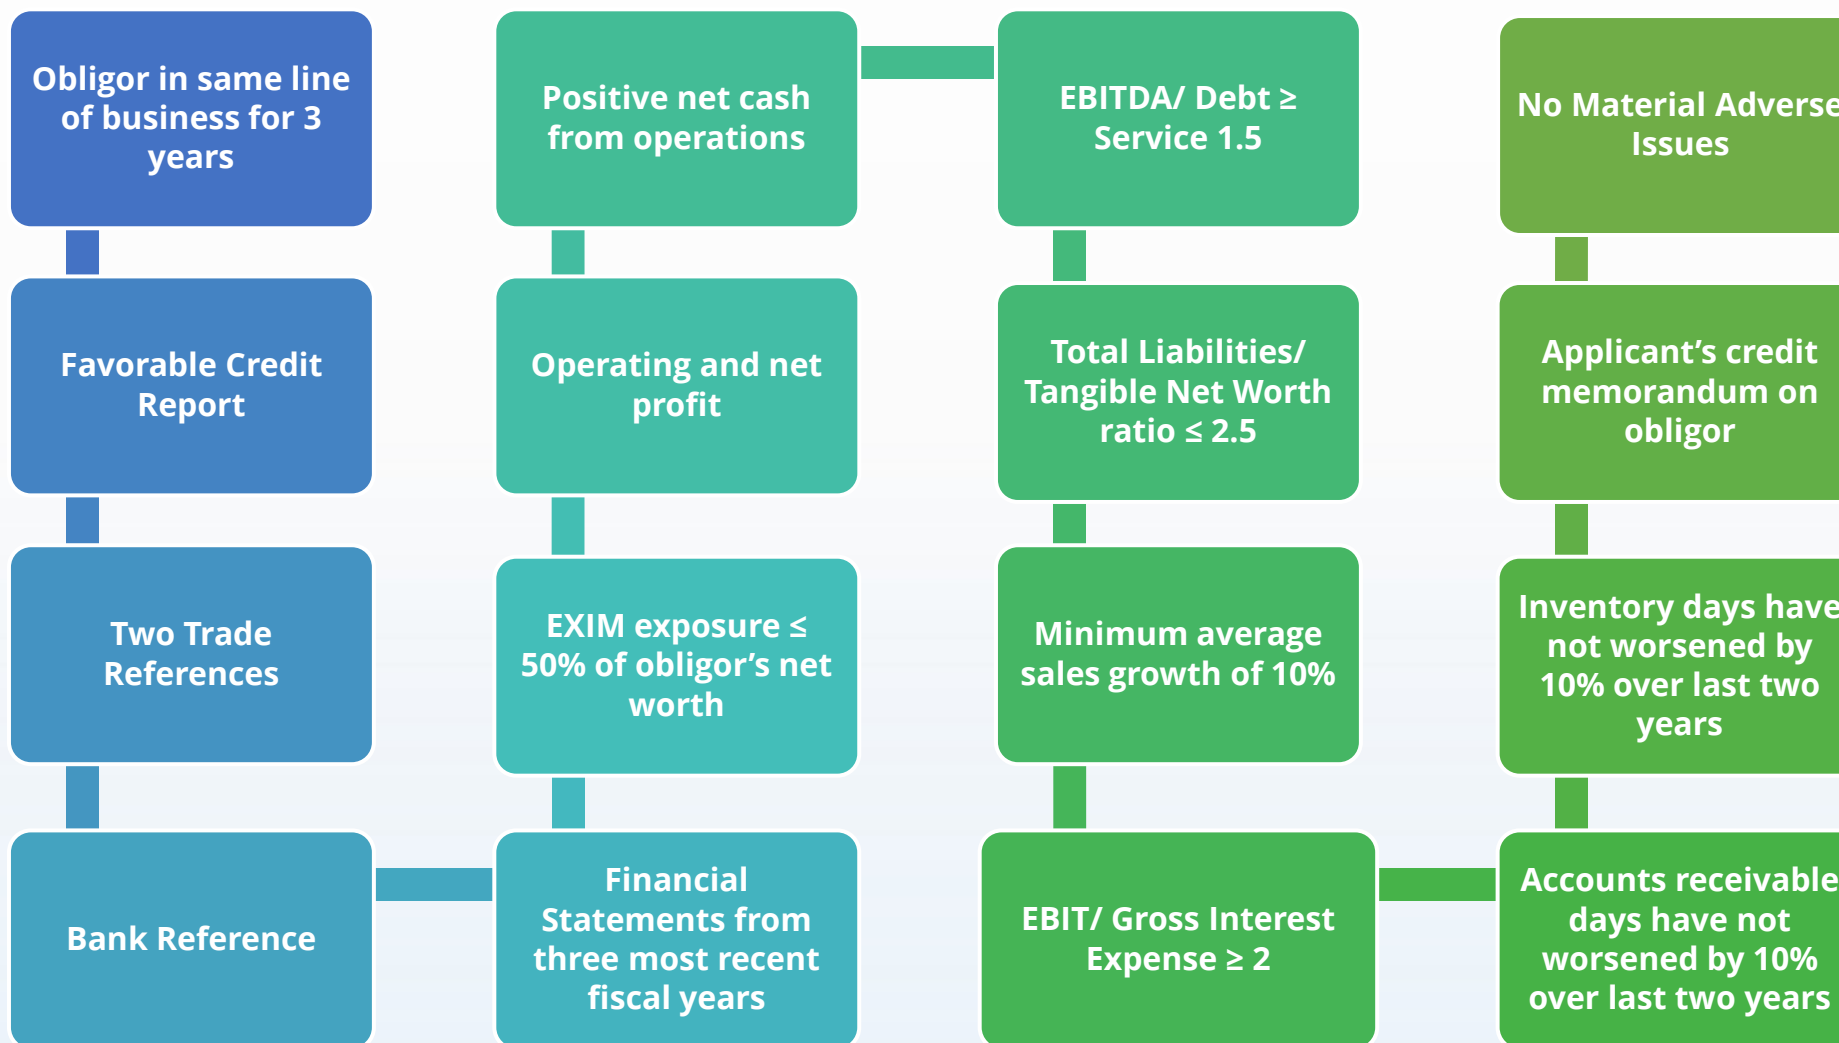 Obligor in same line
of business for 3
years
Favorable Credit
Report
Two Trade
References
Bank Reference
Financial
Statements from
three most recent
fiscal years
EXIM exposure ≤
50% of obligor’s net
worth
Operating and net
profit
Positive net cash
from operations
EBITDA/ Debt ≥
Service 1.5
Total Liabilities/
Tangible Net Worth
ratio ≤ 2.5
Minimum average
sales growth of 10%
EBIT/ Gross Interest
Expense ≥ 2
Accounts receivable
days have not
worsened by 10%
over last two years
Inventory days have
not worsened by
10% over last two
years
Applicant’s credit
memorandum on
obligor
No Material Adverse
Issues